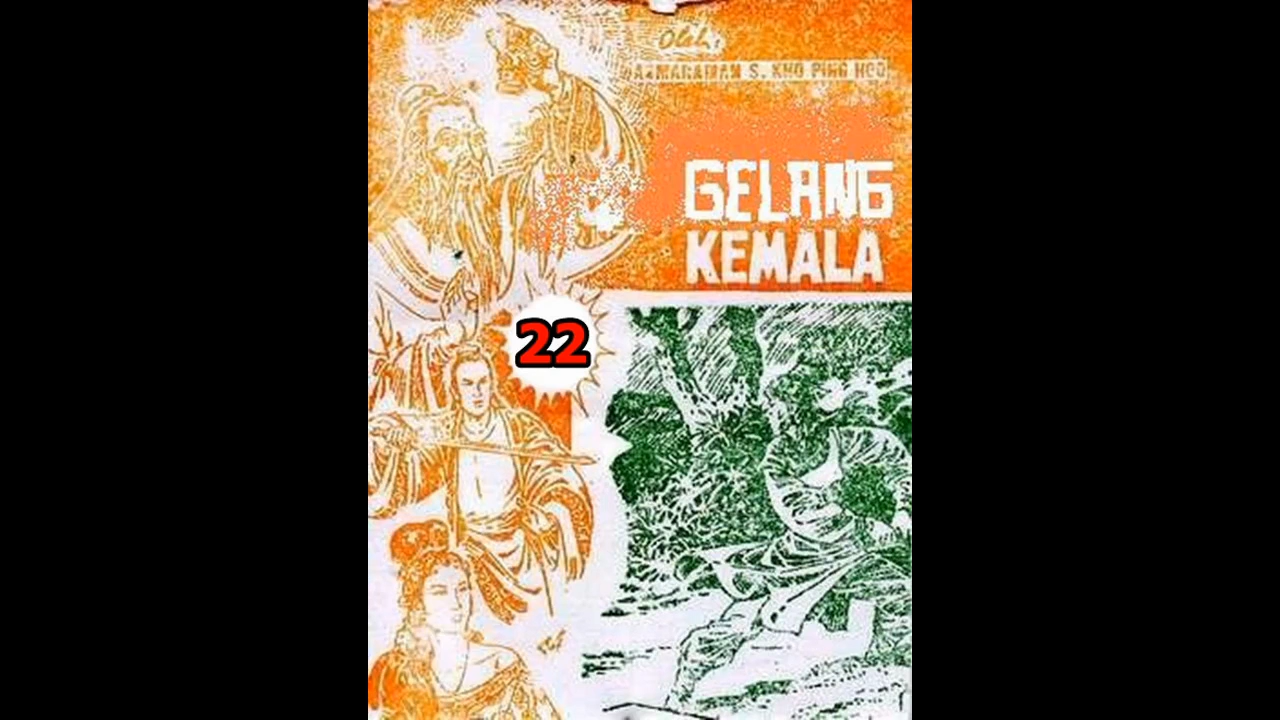 Oleh:
ASMARAMAN S. KHO PING HOO
GELANG
KEMALA
22